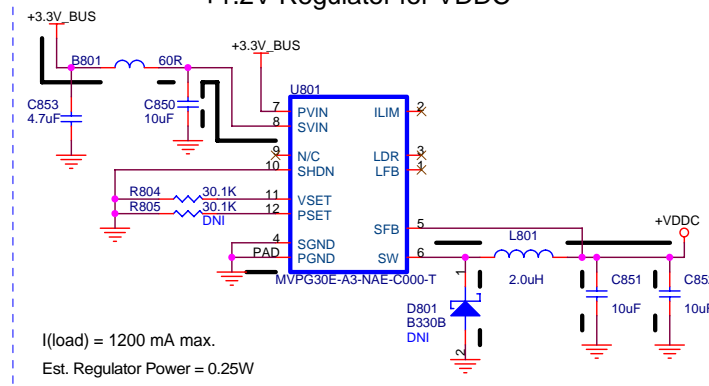 +1.2V Regulator for VDDC
+3.3V_BUS
+3.3V_BUS
B801 60R
U801
C853
4.7uF
C850
10uF
7 PVIN ILIM 2
8 SVIN
9 N/C LDR 3
10 SHDN LFB 1
R804 30.1K 11 VSET
R805 30.1K 12 PSET
DNI
SFB 5
+VDDC
4 SGND
PAD PGND SW 6
L801
2.0uH
MVPG30E-A3-NAE-C000-T
1
D801
B330B
DNI
2
C851
10uF
10uF
I(load) = 1200 mA max.
Est. Regulator Power = 0.25W